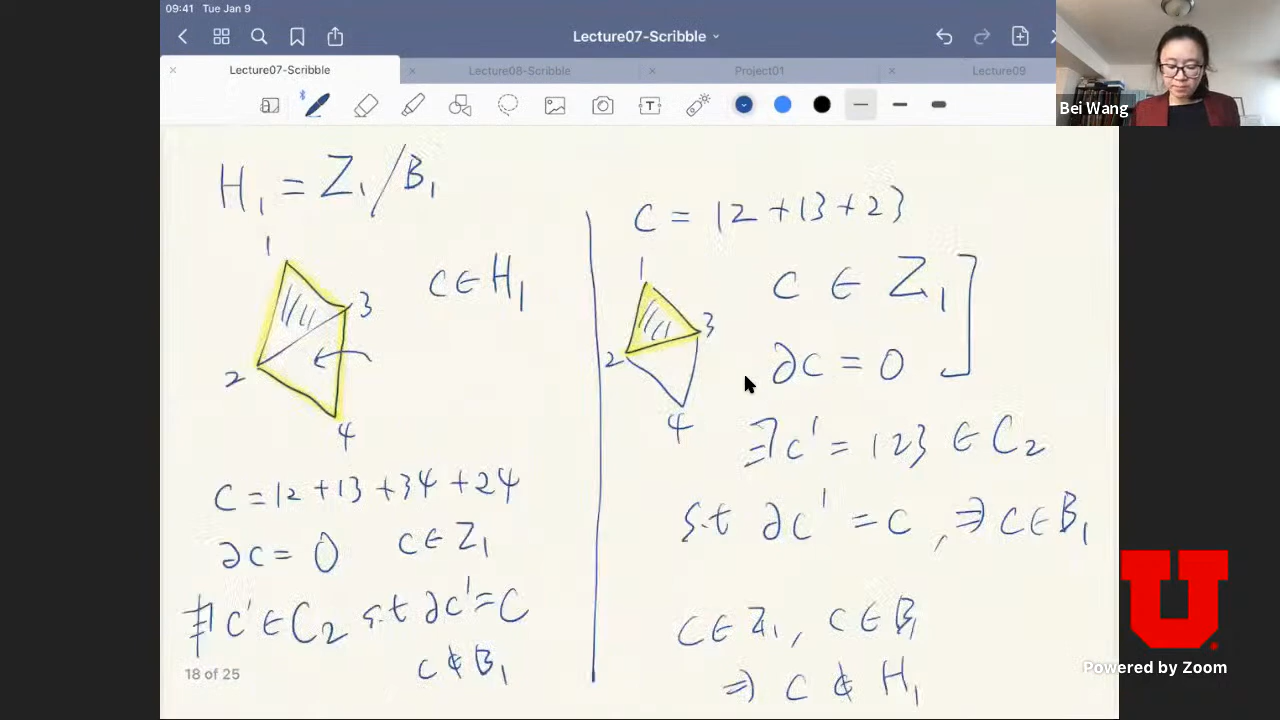 09:41 Tue Jan 9
Lecture07-Scribble
Lecture07-Scribble
Lecture08-Scribble
Project01
Lecture09
Bei Wang
H₁ = Z₁/B₁
1
3
2
4
c ∈ H₁
C = 12 + 13 + 34 + 24
∂c = 0 c ∈ Z₁
∄ c' ∈ C₂ s.t ∂c' = C
c ∉ B₁
18 of 25
C = 12 + 13 + 23
1
3
2
4
c ∈ Z₁
∂c = 0
∃ c' = 123 ∈ C₂
s.t ∂c' = c, ⇒ c ∈ B₁
c ∈ Z₁, c ∈ B₁
⇒ c ∉ H₁
U
Powered by Zoom